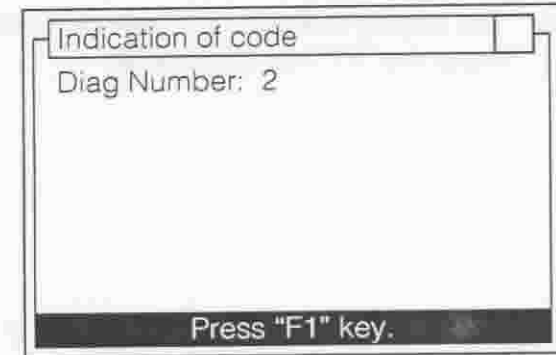 Indication of code
Diag Number: 2
Press "F1" key.